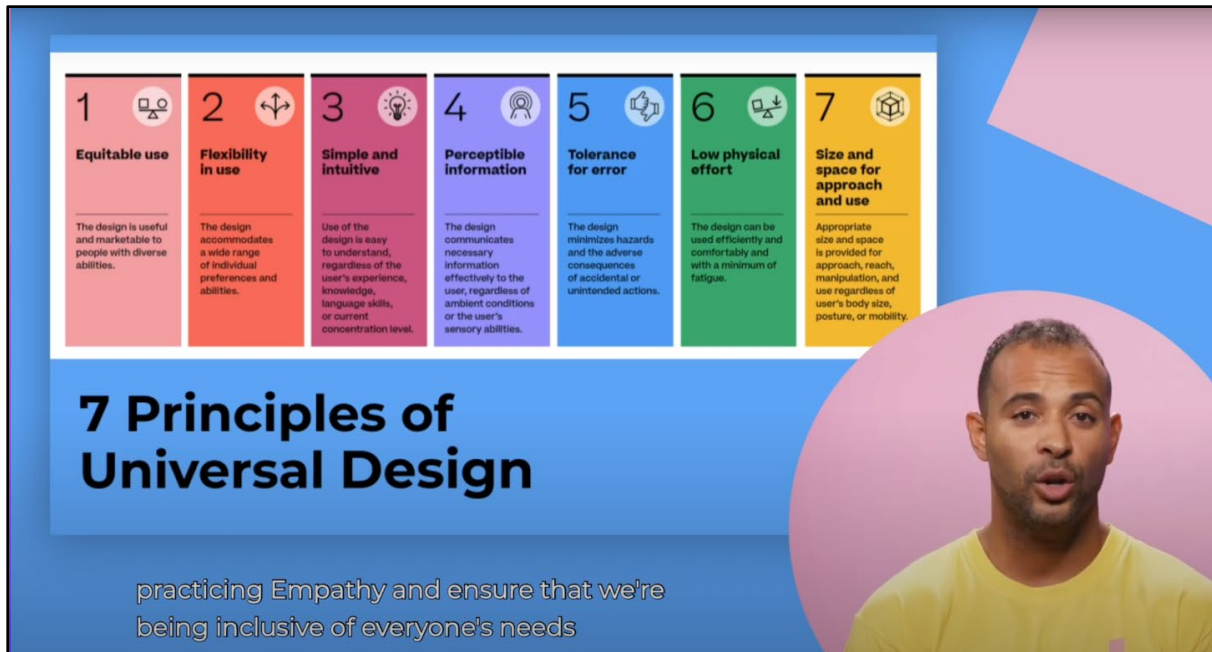 1
Equitable use
The design is useful
and marketable to
people with diverse
abilities.
2
Flexibility
in use
The design
accommodates
a wide range
of individual
preferences and
abilities.
3
Simple and
intuitive
Use of the
design is easy
to understand,
regardless of the
user's experience,
knowledge,
language skills,
or current
concentration level.
4
Perceptible
information
The design
communicates
necessary
information
effectively to the
user, regardless of
ambient conditions
or the user's
sensory abilities.
5
Tolerance
for error
The design
minimizes hazards
and the adverse
consequences
of accidental or
unintended actions.
6
Low physical
effort
The design can be
used efficiently and
comfortably and
with a minimum of
fatigue.
7
Size and
space for
approach
and use
Appropriate
size and space
is provided for
approach, reach,
manipulation, and
use regardless of
user's body size,
posture, or mobility.
7 Principles of
Universal Design
practicing Empathy and ensure that we're
being inclusive of everyone's needs